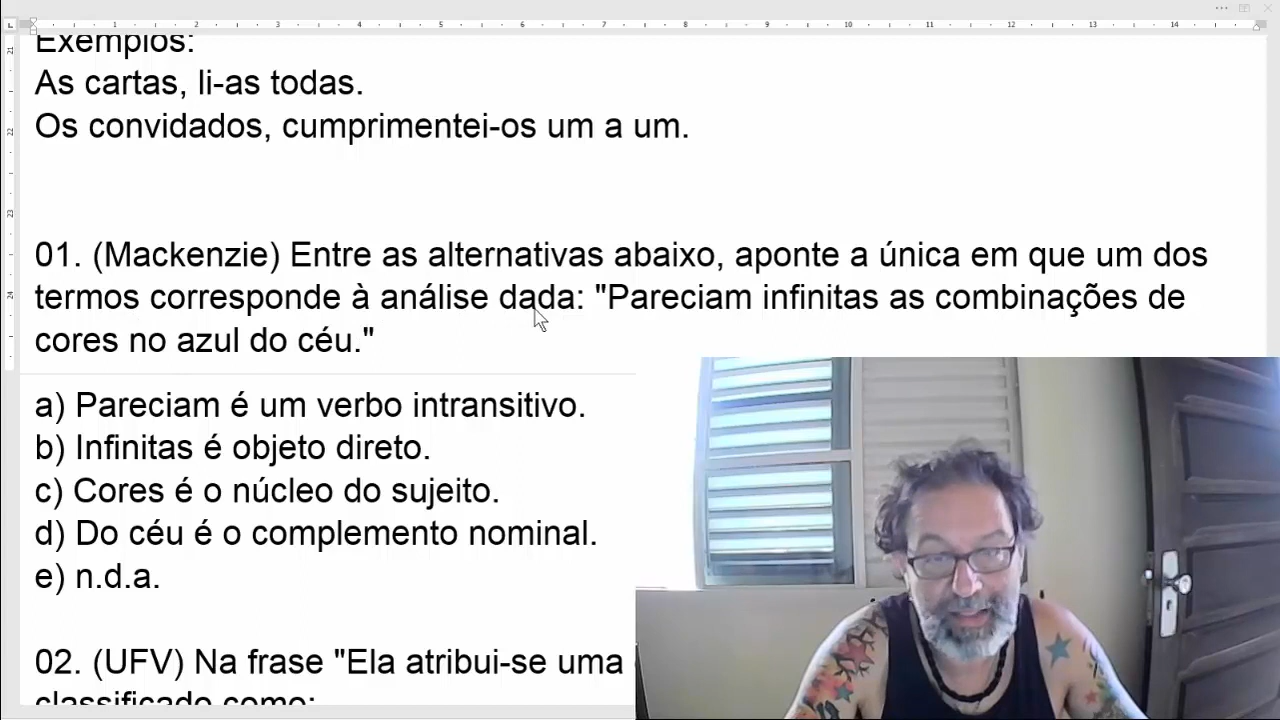 Exemplos:
As cartas, li-as todas.
Os convidados, cumprimentei-os um a um.
01. (Mackenzie) Entre as alternativas abaixo, aponte a única em que um dos
termos corresponde à análise dada: "Pareciam infinitas as combinações de
cores no azul do céu."
a) Pareciam é um verbo intransitivo.
b) Infinitas é objeto direto.
c) Cores é o núcleo do sujeito.
d) Do céu é o complemento nominal.
e) n.d.a.
02. (UFV) Na frase "Ela atribui-se uma
classificado como: